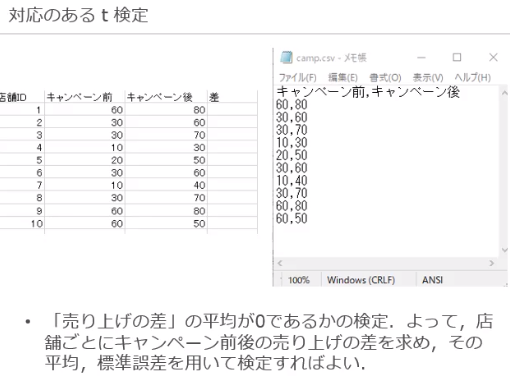 対応のある t 検定
店舗ID キャンペーン前 キャンペーン後 差
1 60 80
2 30 60
3 30 70
4 10 30
5 20 50
6 30 60
7 10 40
8 30 70
9 60 80
10 60 50
camp.csv - メモ帳
ファイル(F) 編集(E) 書式(O) 表示(V) ヘルプ(H)
キャンペーン前,キャンペーン後
60,80
30,60
30,70
10,30
20,50
30,60
10,40
30,70
60,80
60,50
100% Windows (CRLF) ANSI
• 「売り上げの差」の平均が0であるかの検定．よって，店
舗ごとにキャンペーン前後の売り上げの差を求め，その
平均，標準誤差を用いて検定すればよい．